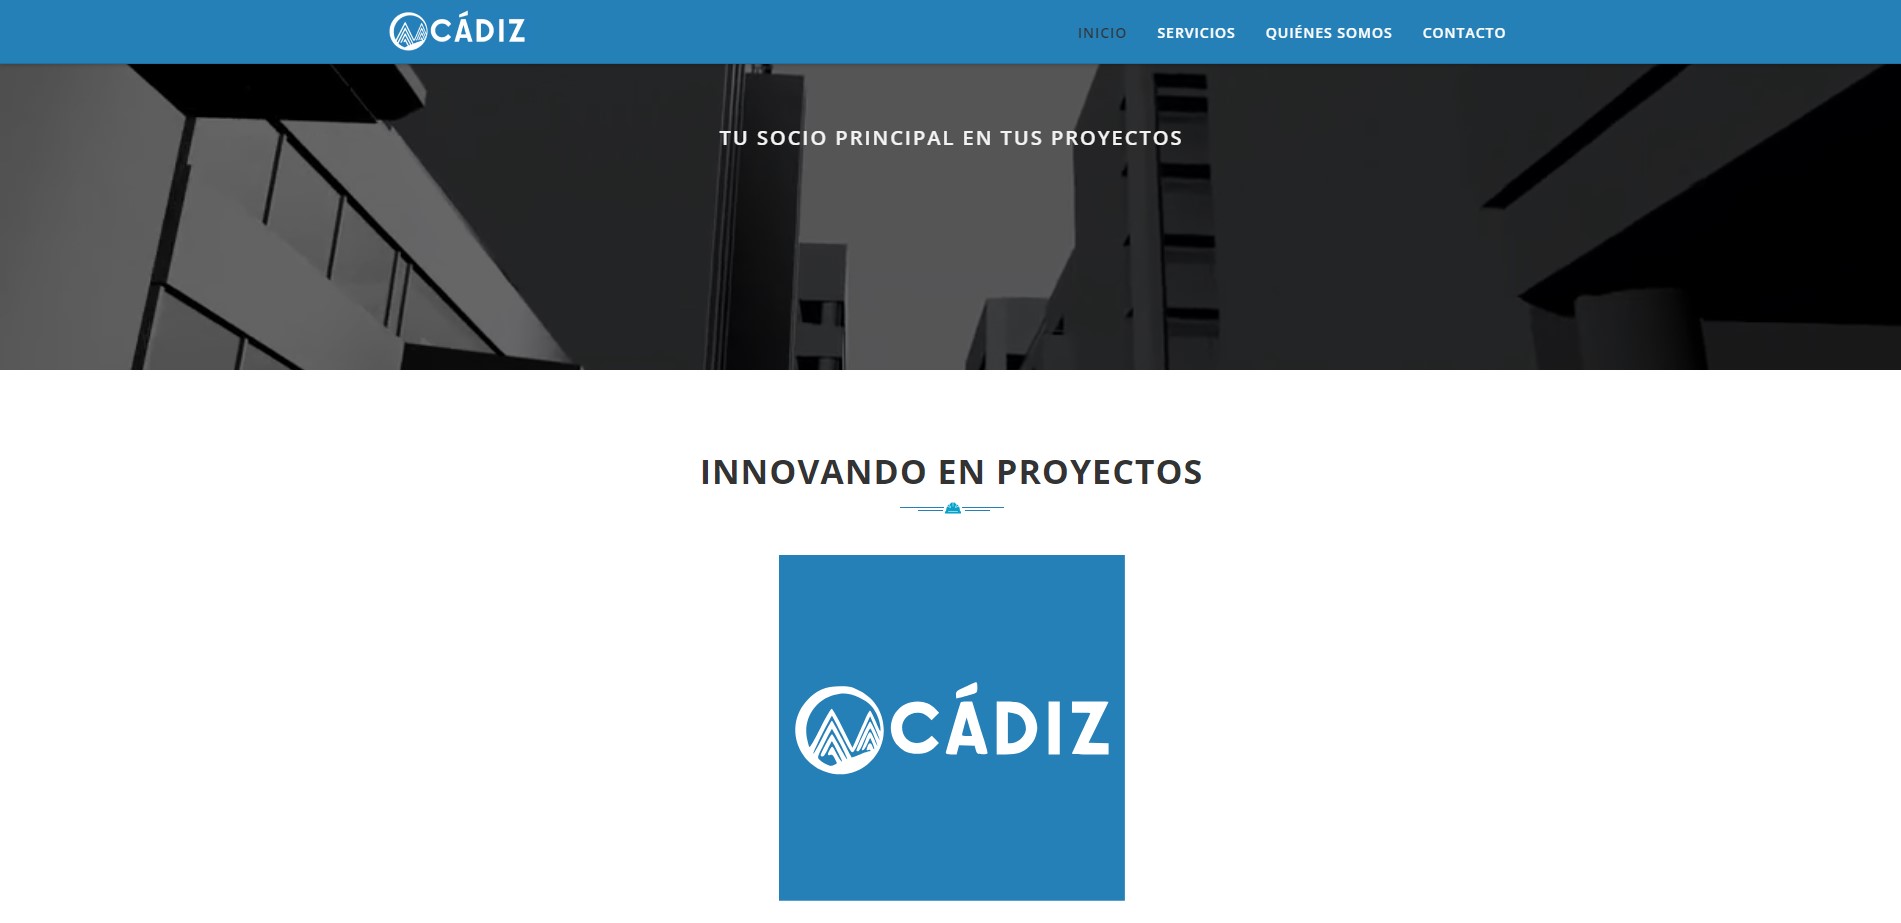 CÁDIZ
INICIO SERVICIOS QUIÉNES SOMOS CONTACTO
TU SOCIO PRINCIPAL EN TUS PROYECTOS
INNOVANDO EN PROYECTOS
CÁDIZ